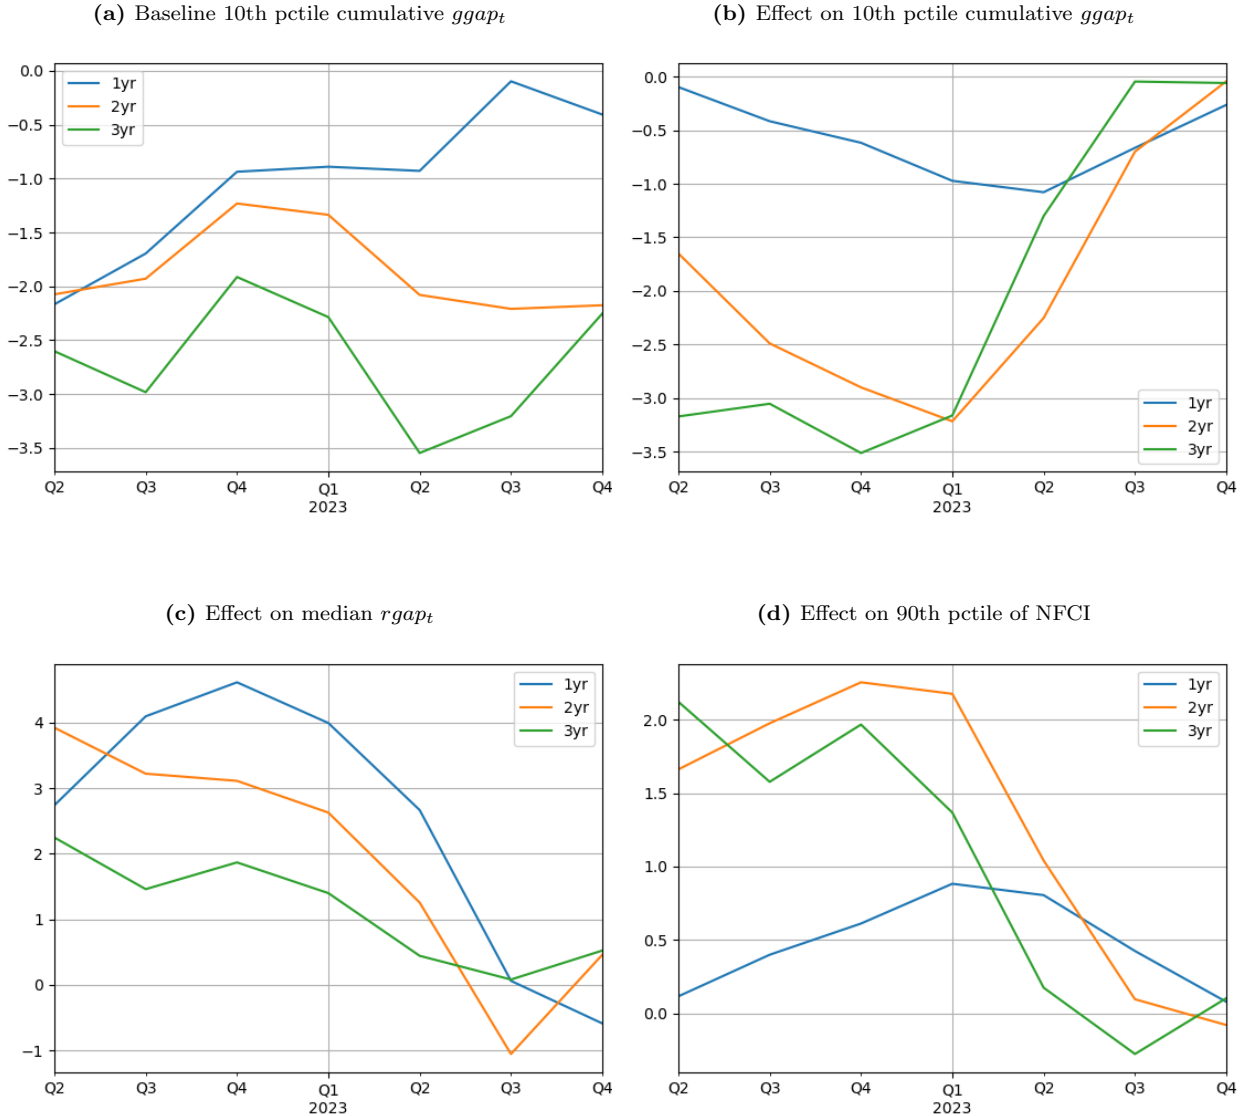 (a) Baseline 10th pctile cumulative ggap_t
0.0
−0.5
−1.0
−1.5
−2.0
−2.5
−3.0
−3.5
1yr
2yr
3yr
Q2 Q3 Q4 Q1 Q2 Q3 Q4
2023
(b) Effect on 10th pctile cumulative ggap_t
0.0
−0.5
−1.0
−1.5
−2.0
−2.5
−3.0
−3.5
1yr
2yr
3yr
Q2 Q3 Q4 Q1 Q2 Q3 Q4
2023
(c) Effect on median rgap_t
4
3
2
1
0
−1
1yr
2yr
3yr
Q2 Q3 Q4 Q1 Q2 Q3 Q4
2023
(d) Effect on 90th pctile of NFCI
2.0
1.5
1.0
0.5
0.0
1yr
2yr
3yr
Q2 Q3 Q4 Q1 Q2 Q3 Q4
2023